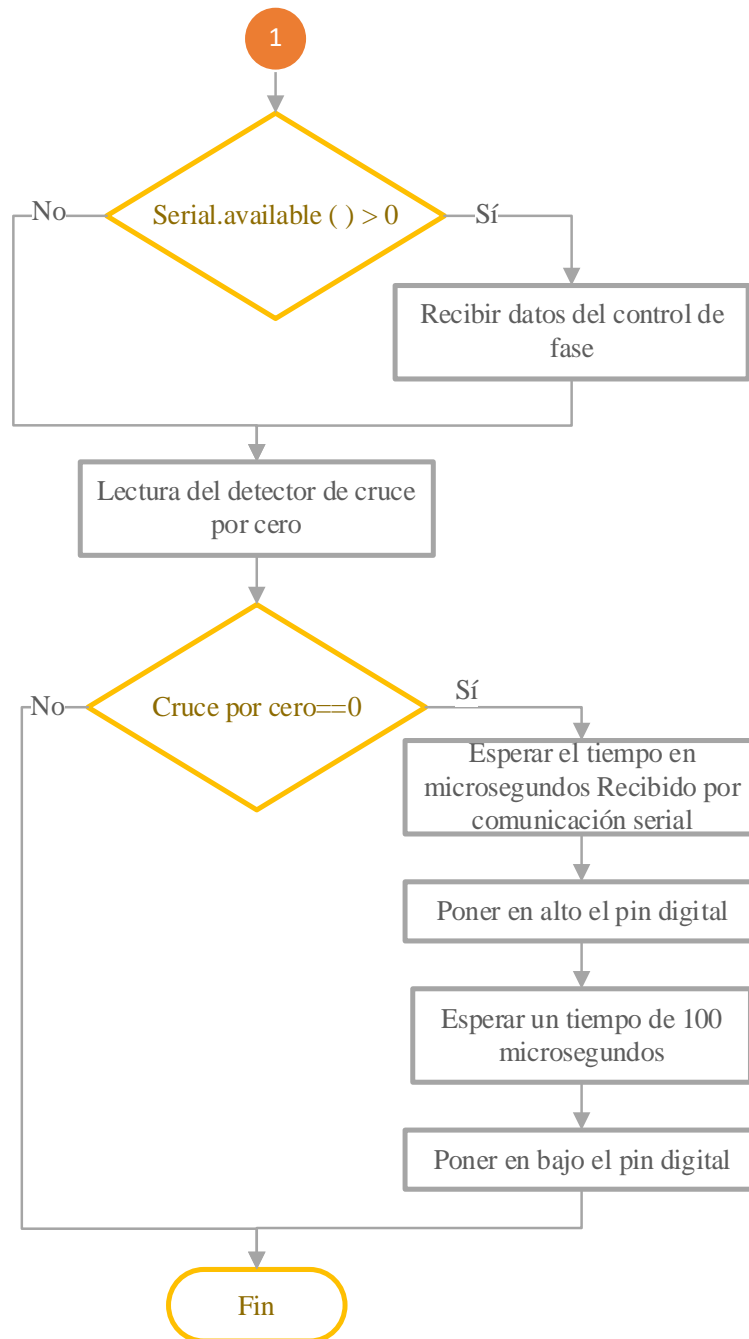 1
Serial.available ( ) > 0
No
Sí
Recibir datos del control de
fase
Lectura del detector de cruce
por cero
Cruce por cero==0
No
Sí
Esperar el tiempo en
microsegundos Recibido por
comunicación serial
Poner en alto el pin digital
Esperar un tiempo de 100
microsegundos
Poner en bajo el pin digital
Fin